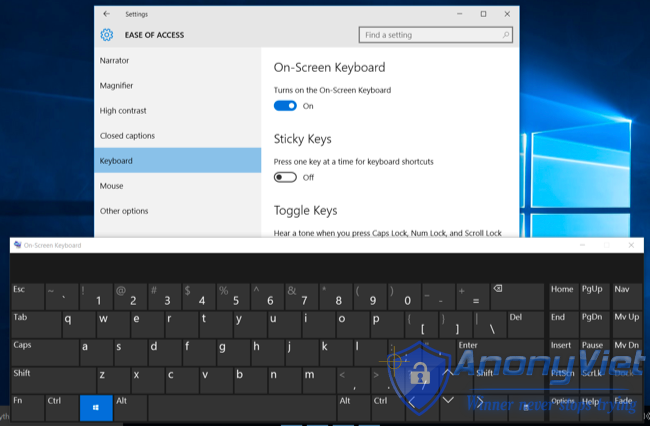 Settings
EASE OF ACCESS
Find a setting
Narrator
Magnifier
High contrast
Closed captions
Keyboard
Mouse
Other options
On-Screen Keyboard
Turns on the On-Screen Keyboard
On
Sticky Keys
Press one key at a time for keyboard shortcuts
Off
Toggle Keys
Hear a tone when you press Caps Lock, Num Lock, and Scroll Lock
On-Screen Keyboard
Esc ~ ` ! 1 @ 2 # 3 $ 4 % 5 ^ 6 & 7 * 8 ( 9 ) 0 _ - + = Home PgUp Nav
Tab q w e r t y u i o p { [ } ] | \ Del End PgDn Mv Up
Caps a s d f g h j k l : ; Enter Insert Pause Mv Dn
Shift z x c v b n m < , > . Shift PrtScn ScrLk Dock
Fn Ctrl Alt Alt Ctrl Options Help Fade
AnonyViet
Winner never stops trying